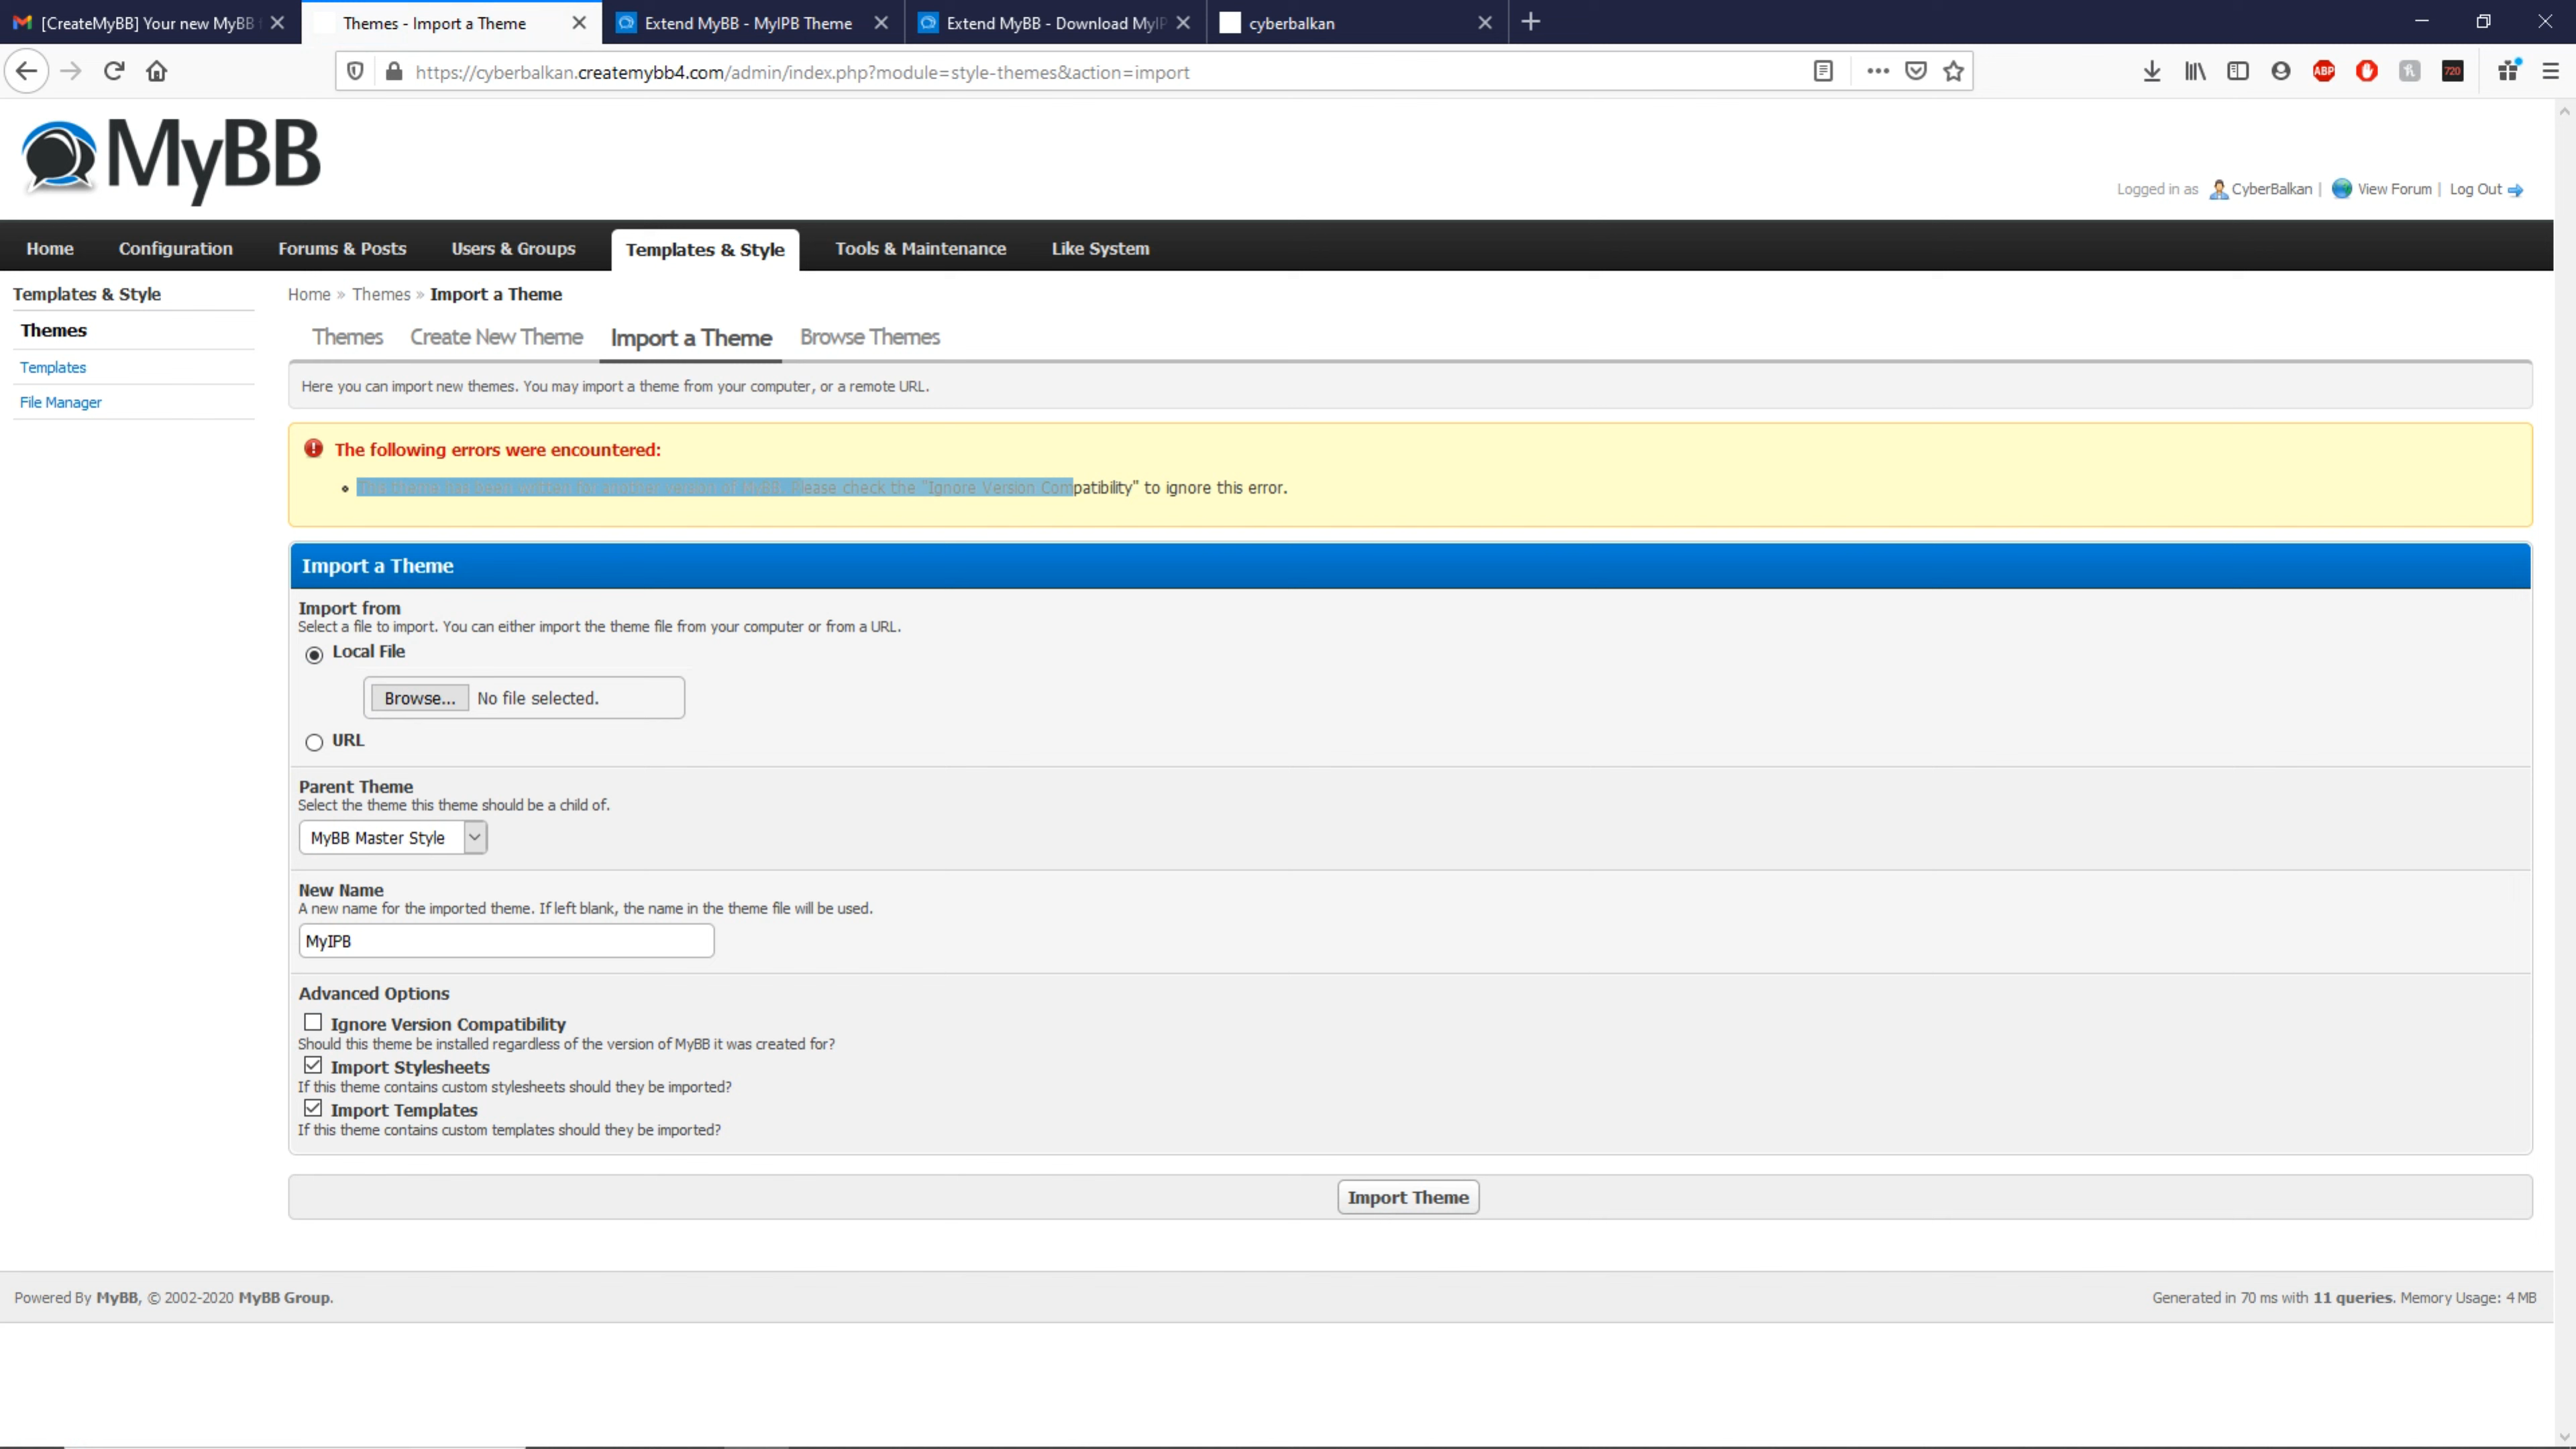 [CreateMyBB] Your new MyBB
Themes - Import a Theme
Extend MyBB - MyIPB Theme
Extend MyBB - Download MyIP
cyberbalkan
https://cyberbalkan.createmybb4.com/admin/index.php?module=style-themes&action=import
ABP
720
MyBB
Logged in as CyberBalkan | View Forum | Log Out
Home Configuration Forums & Posts Users & Groups Templates & Style Tools & Maintenance Like System
Templates & Style
Themes
Templates
File Manager
Home » Themes » Import a Theme
Themes Create New Theme Import a Theme Browse Themes
Here you can import new themes. You may import a theme from your computer, or a remote URL.
The following errors were encountered:
The theme has been written for another version of MyBB. Please check the "Ignore Version Compatibility" to ignore this error.
Import a Theme
Import from
Select a file to import. You can either import the theme file from your computer or from a URL.
Local File
Browse... No file selected.
URL
Parent Theme
Select the theme this theme should be a child of.
MyBB Master Style
New Name
A new name for the imported theme. If left blank, the name in the theme file will be used.
MyIPB
Advanced Options
Ignore Version Compatibility
Should this theme be installed regardless of the version of MyBB it was created for?
Import Stylesheets
If this theme contains custom stylesheets should they be imported?
Import Templates
If this theme contains custom templates should they be imported?
Import Theme
Powered By MyBB, © 2002-2020 MyBB Group.
Generated in 70 ms with 11 queries. Memory Usage: 4 MB